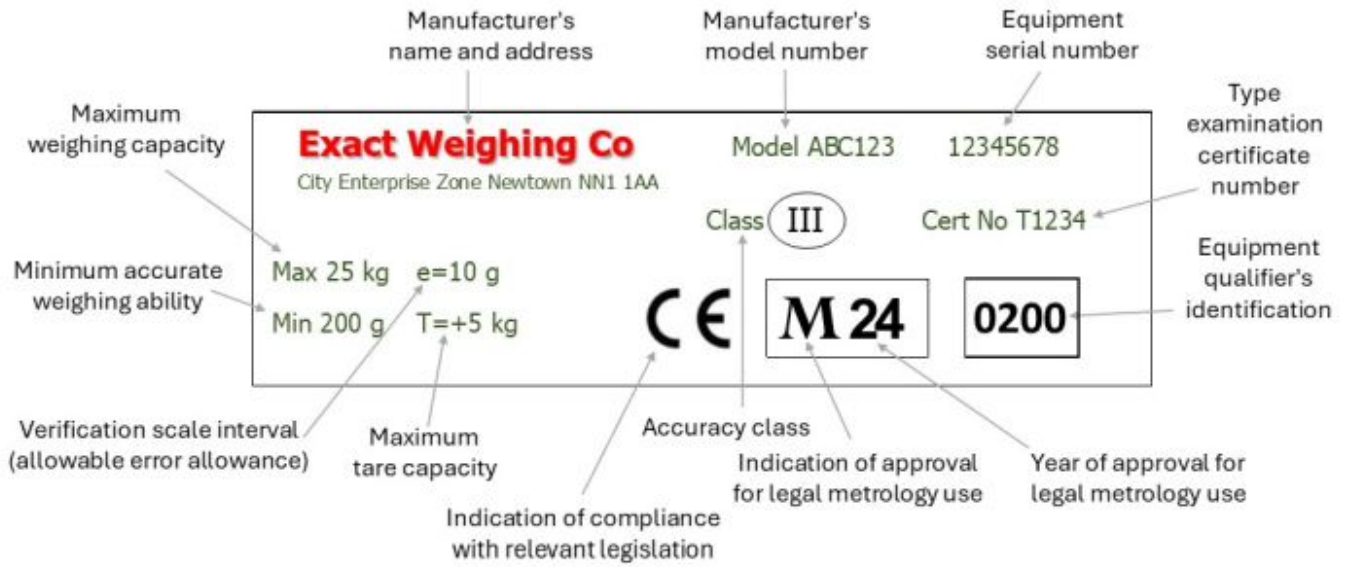 Manufacturer's
name and address
Manufacturer's
model number
Equipment
serial number
Maximum
weighing capacity
Type
examination
certificate
number
Exact Weighing Co
Model ABC123
12345678
City Enterprise Zone Newtown NN1 1AA
Class III
Cert No T1234
Minimum accurate
weighing ability
Max 25 kg e=10 g
Min 200 g T=+5 kg
CE
M 24
0200
Equipment
qualifier's
identification
Verification scale interval
(allowable error allowance)
Maximum
tare capacity
Accuracy class
Indication of approval
for legal metrology use
Year of approval for
legal metrology use
Indication of compliance
with relevant legislation